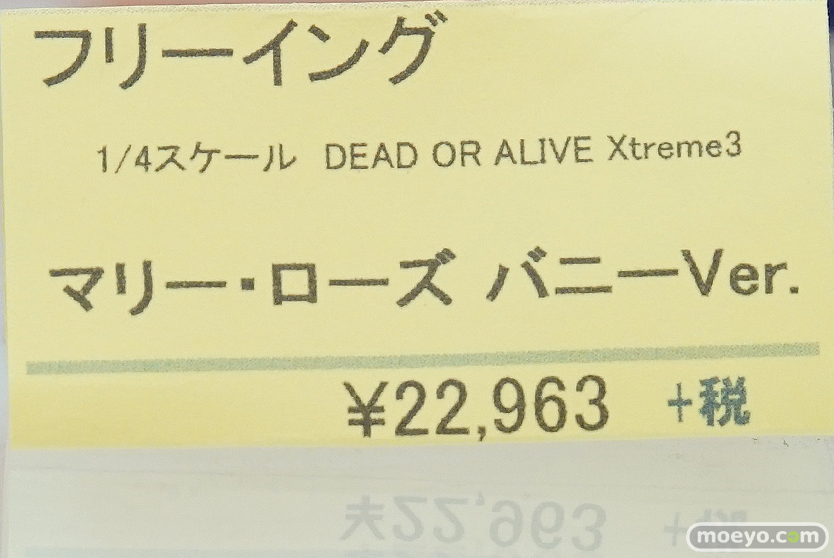 フリーイング
1/4スケール DEAD OR ALIVE Xtreme3
マリー・ローズ バニーVer.
¥22,963 +税
moeyo.com